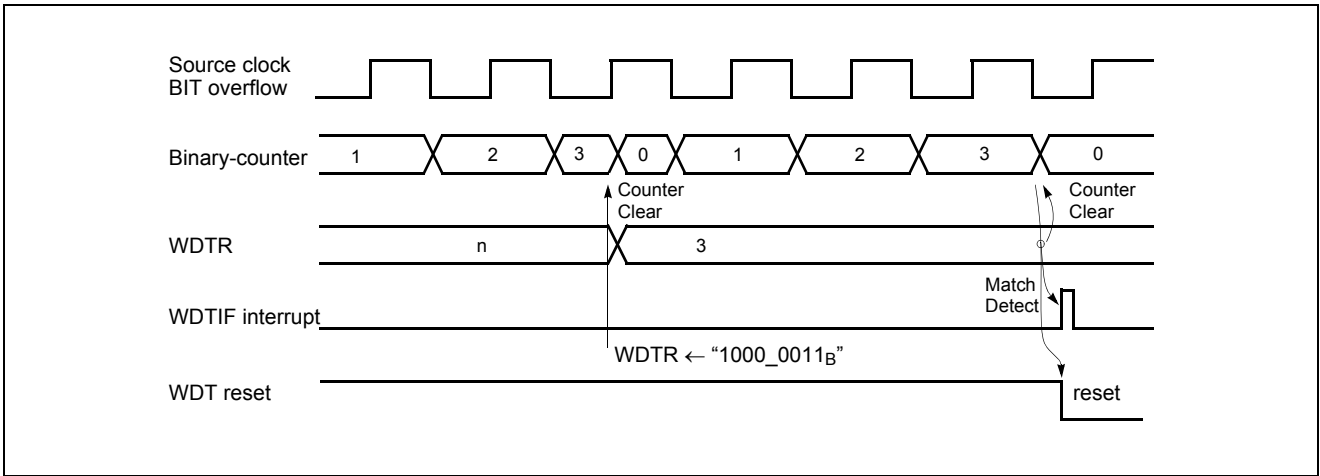 Source clock
BIT overflow
Binary-counter 1 2 3 0 1 2 3 0
Counter
Clear
Counter
Clear
WDTR n 3
Match
Detect
WDTIF interrupt
WDTR ← “1000_0011B”
WDT reset reset